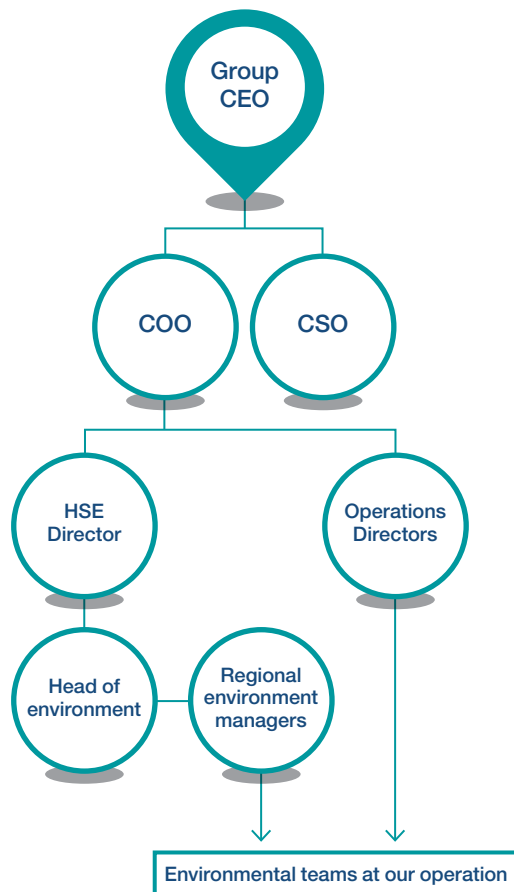 Group
CEO
COO
CSO
HSE
Director
Operations
Directors
Head of
environment
Regional
environment
managers
Environmental teams at our operation